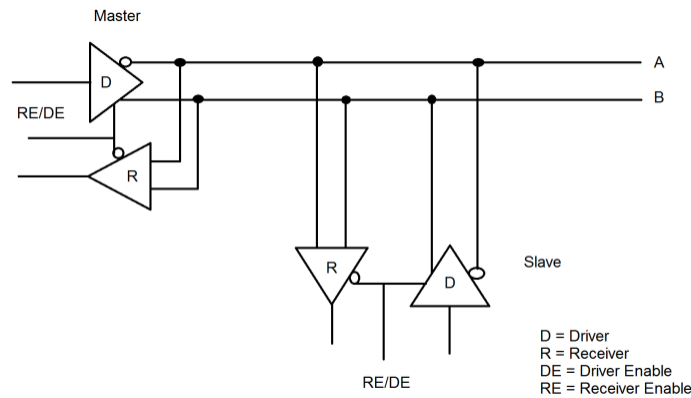 Master
D
A
B
RE/DE
R
R
D
Slave
RE/DE
D = Driver
R = Receiver
DE = Driver Enable
RE = Receiver Enable